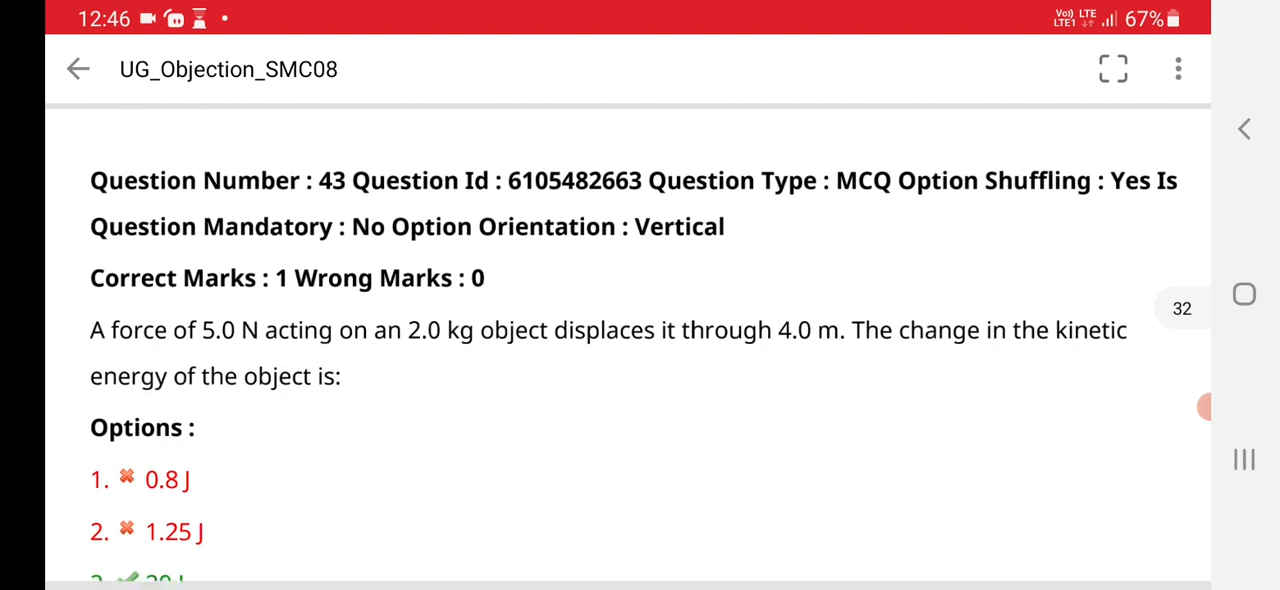 12:46
Vo)) LTE
LTE1
67%
UG_Objection_SMC08
Question Number : 43 Question Id : 6105482663 Question Type : MCQ Option Shuffling : Yes Is
Question Mandatory : No Option Orientation : Vertical
Correct Marks : 1 Wrong Marks : 0
32
A force of 5.0 N acting on an 2.0 kg object displaces it through 4.0 m. The change in the kinetic
energy of the object is:
Options :
1. 0.8 J
2. 1.25 J